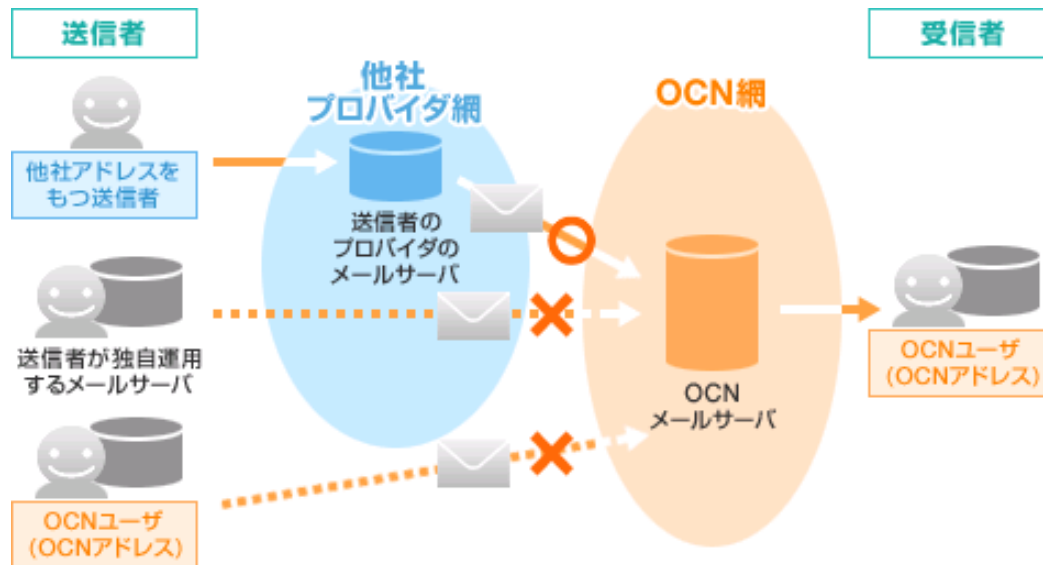 送信者
受信者
他社
プロバイダ網
OCN網
他社アドレスを
もつ送信者
送信者の
プロバイダの
メールサーバ
送信者が独自運用
するメールサーバ
OCNユーザ
(OCNアドレス)
OCN
メールサーバ
OCNユーザ
(OCNアドレス)